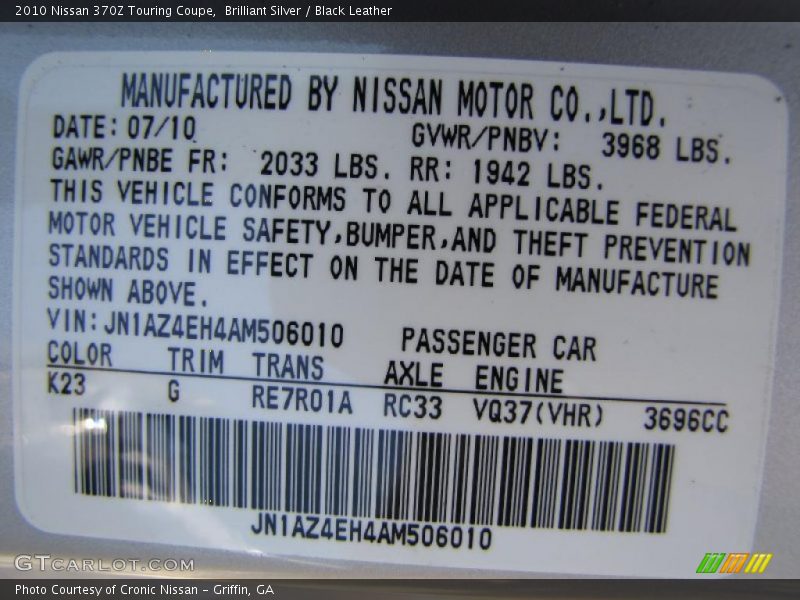 2010 Nissan 370Z Touring Coupe,  Brilliant Silver / Black Leather
MANUFACTURED BY NISSAN MOTOR CO.,LTD.
DATE: 07/10 GVWR/PNBV: 3968 LBS.
GAWR/PNBE FR: 2033 LBS. RR: 1942 LBS.
THIS VEHICLE CONFORMS TO ALL APPLICABLE FEDERAL
MOTOR VEHICLE SAFETY,BUMPER,AND THEFT PREVENTION
STANDARDS IN EFFECT ON THE DATE OF MANUFACTURE
SHOWN ABOVE.
VIN: JN1AZ4EH4AM506010 PASSENGER CAR
COLOR TRIM TRANS AXLE ENGINE
K23 G RE7R01A RC33 VQ37(VHR) 3696CC
JN1AZ4EH4AM506010
GTCARLOT.COM
Photo Courtesy of Cronic Nissan - Griffin, GA